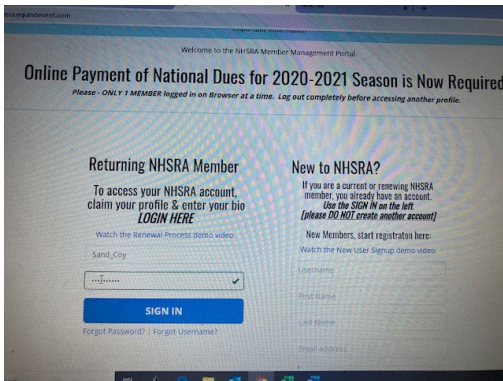 Welcome to the NHSRA Member Management Portal.
Online Payment of National Dues for 2020-2021 Season is Now Required
Please - ONLY 1 MEMBER logged in on Browser at a time. Log out completely before accessing another profile.
Returning NHSRA Member
To access your NHSRA account,
claim your profile & enter your bio
LOGIN HERE
Watch the Renewal Process demo video.
Sand_Coy
SIGN IN
Forgot Password? | Forgot Username?
New to NHSRA?
If you are a current or renewing NHSRA
member, you already have an account.
Use the SIGN IN on the left.
[please DO NOT create another account]
New Members, start registraton here:
Watch the New User Signup demo video.
Username
First Name
Last Name
Email address